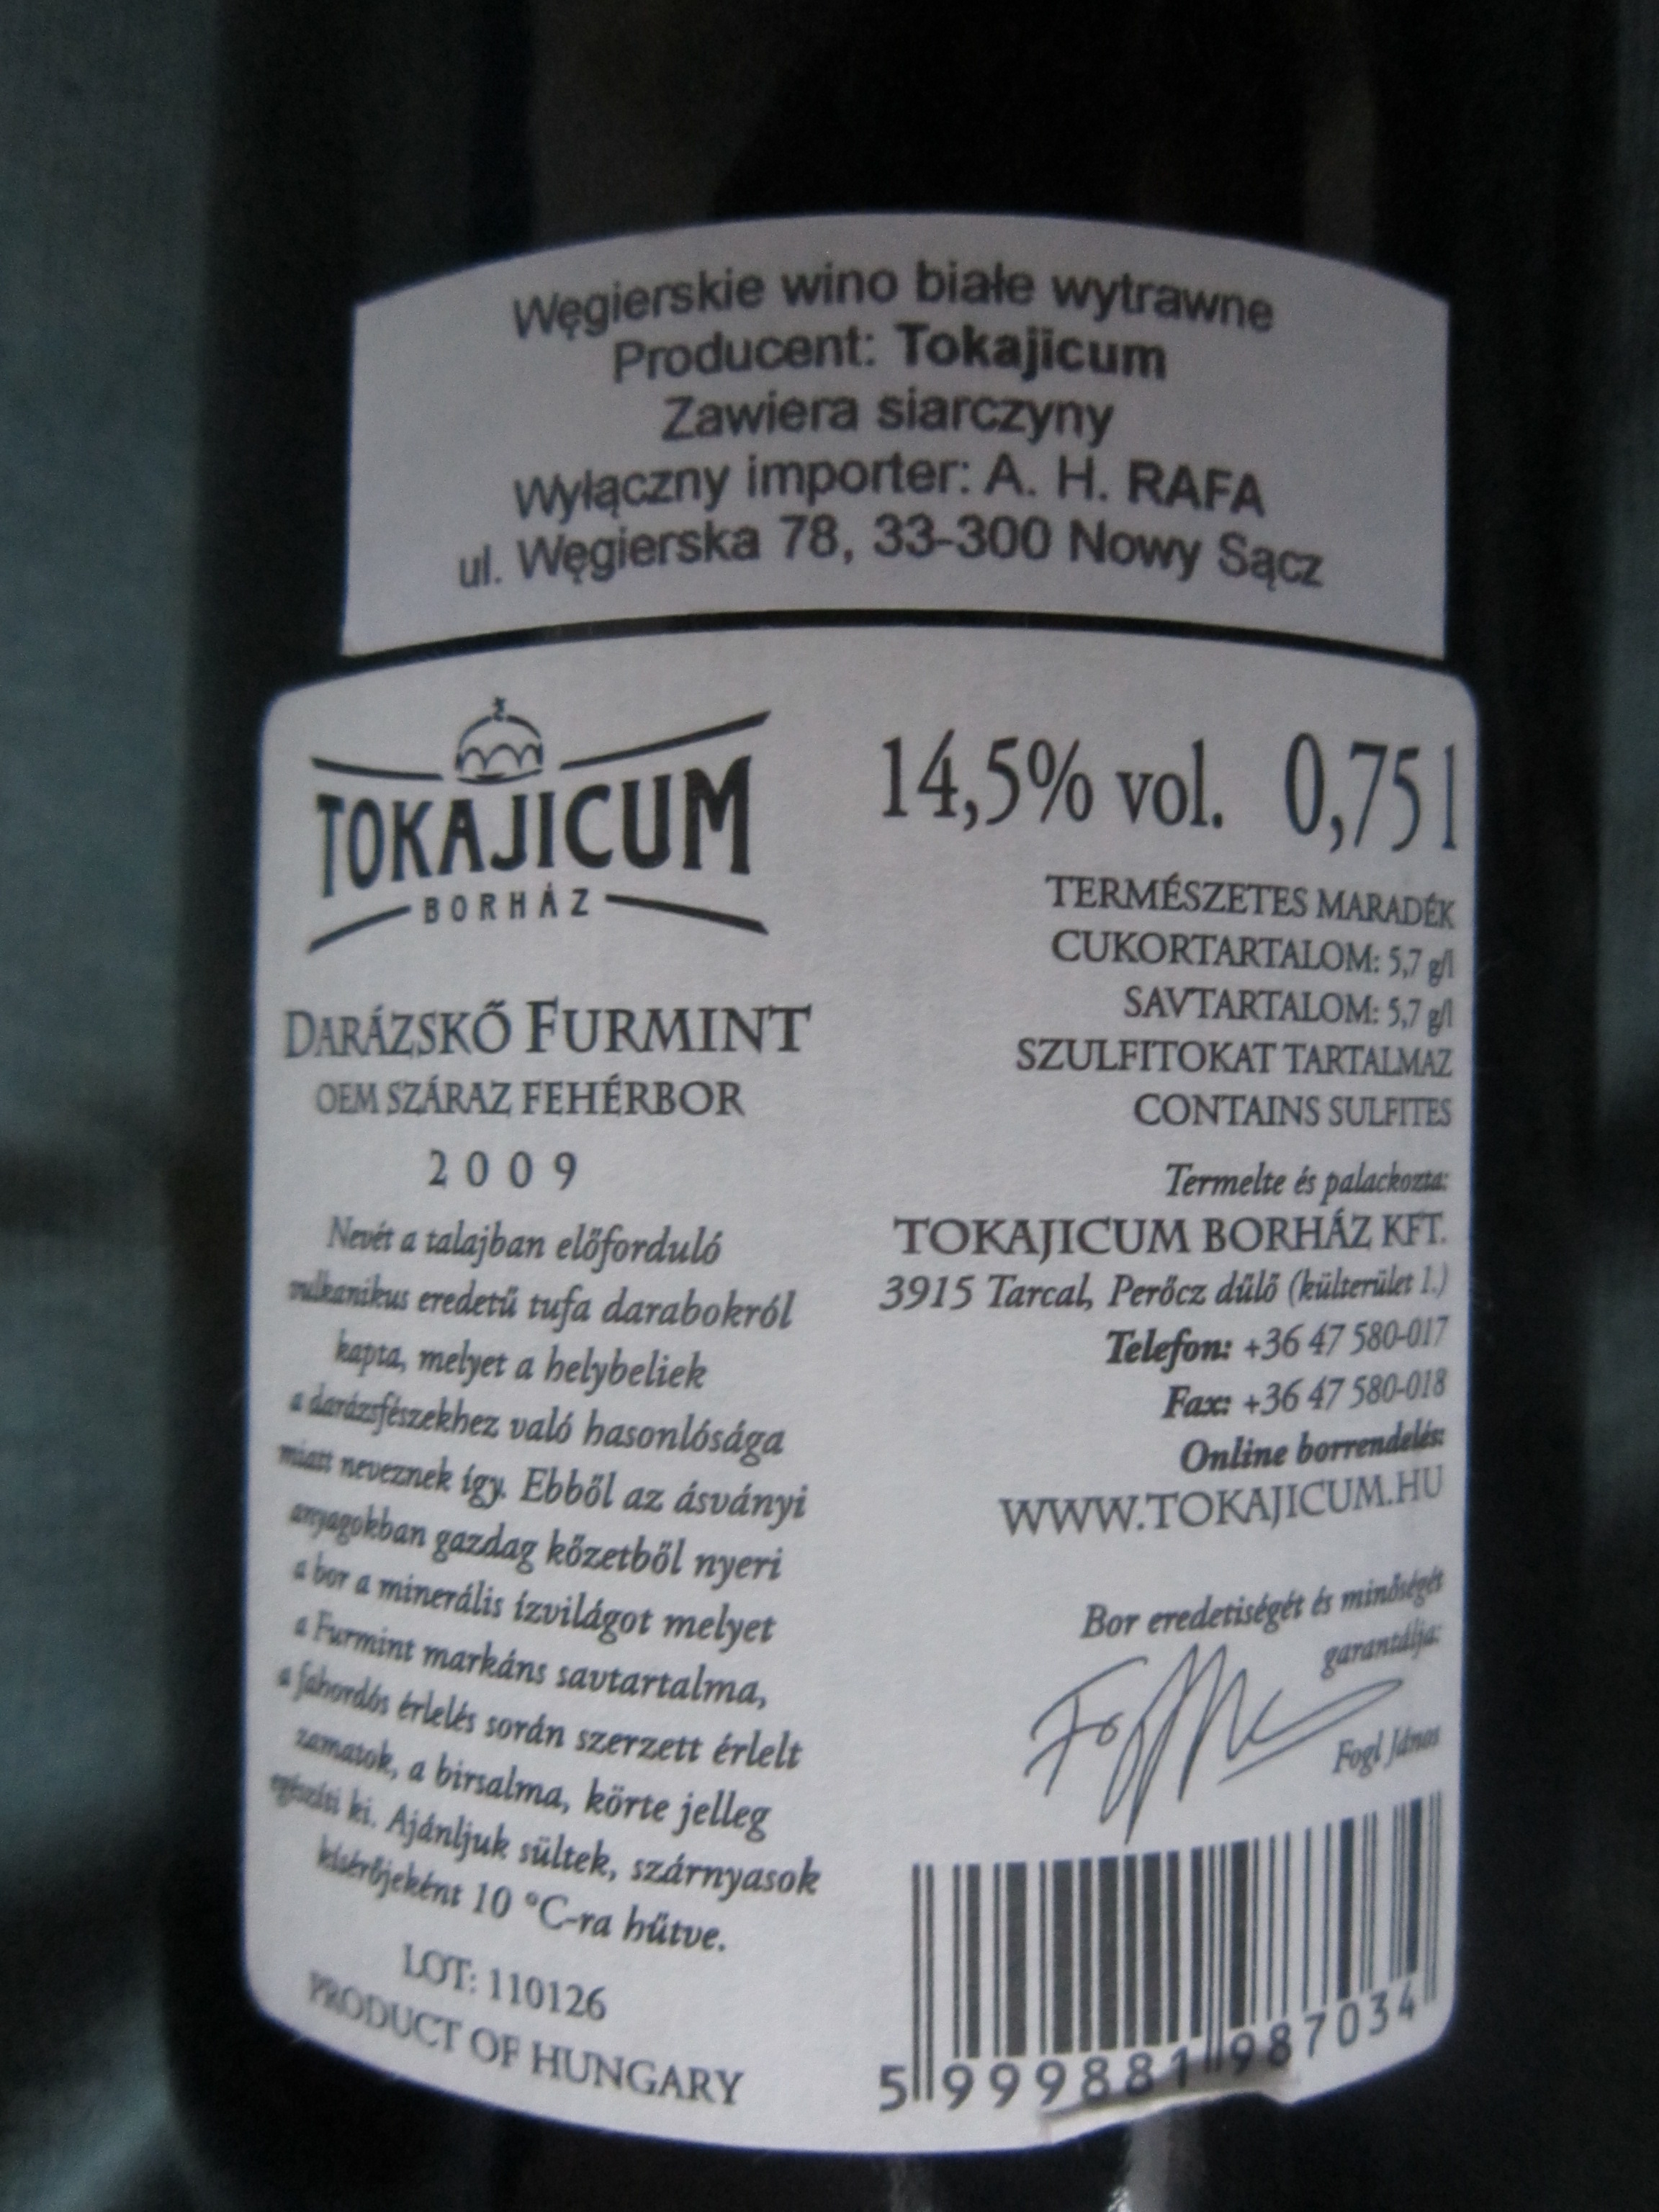 Węgierskie wino białe wytrawne
Producent: Tokajicum
Zawiera siarczyny
Wyłączny importer: A. H. RAFA
ul. Węgierska 78, 33-300 Nowy Sącz
TOKAJICUM
BORHÁZ
DARÁZSKŐ FURMINT
OEM SZÁRAZ FEHÉRBOR
2009
Nevét a talajban előforduló
vulkanikus eredetű tufa darabokról
kapta, melyet a helybeliek
a darázsfészekhez való hasonlósága
miatt neveznek így. Ebből az ásványi
anyagokban gazdag kőzetből nyeri
a bor a minerális ízvilágot melyet
a Furmint markáns savtartalma,
a fahordós érlelés során szerzett érlelt
zamatok, a birsalma, körte jelleg
egészíti ki. Ajánljuk sültek, szárnyasok
kísérőjeként 10 °C-ra hűtve.
LOT: 110126
PRODUCT OF HUNGARY
14,5% vol. 0,75 l
TERMÉSZETES MARADÉK
CUKORTARTALOM: 5,7 g/l
SAVTARTALOM: 5,7 g/l
SZULFITOKAT TARTALMAZ
CONTAINS SULFITES
Termelte és palackozta:
TOKAJICUM BORHÁZ KFT.
3915 Tarcal, Perőcz dűlő (külterület 1.)
Telefon: +36 47 580-017
Fax: +36 47 580-018
Online borrendelés:
WWW.TOKAJICUM.HU
Bor eredetiségét és minőségét
garantálja:
Fogl János
5 999881 987034